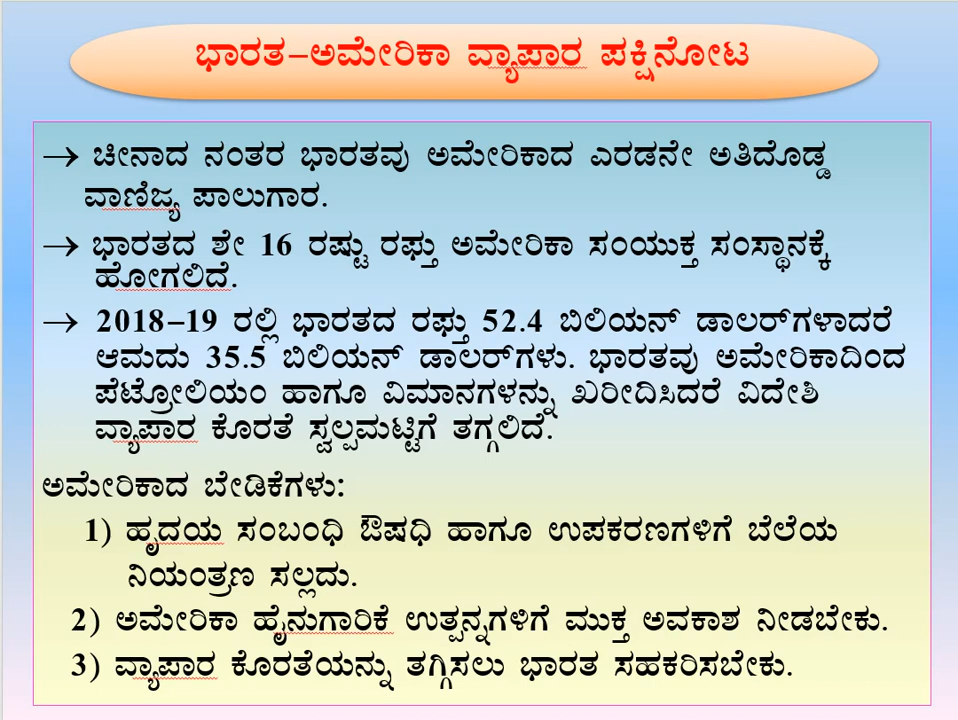 ಭಾರತ–ಅಮೇರಿಕಾ ವ್ಯಾಪಾರ ಪಕ್ಷಿನೋಟ
→ ಚೀನಾದ ನಂತರ ಭಾರತವು ಅಮೇರಿಕಾದ ಎರಡನೇ ಅತಿದೊಡ್ಡ
ವಾಣಿಜ್ಯ ಪಾಲುಗಾರ.
→ ಭಾರತದ ಶೇ 16 ರಷ್ಟು ರಫ್ತು ಅಮೇರಿಕಾ ಸಂಯುಕ್ತ ಸಂಸ್ಥಾನಕ್ಕೆ
ಹೋಗಲಿದೆ.
→ 2018–19 ರಲ್ಲಿ ಭಾರತದ ರಫ್ತು 52.4 ಬಿಲಿಯನ್ ಡಾಲರ್‌ಗಳಾದರೆ
ಆಮದು 35.5 ಬಿಲಿಯನ್ ಡಾಲರ್‌ಗಳು. ಭಾರತವು ಅಮೇರಿಕಾದಿಂದ
ಪೆಟ್ರೋಲಿಯಂ ಹಾಗೂ ವಿಮಾನಗಳನ್ನು ಖರೀದಿಸಿದರೆ ವಿದೇಶಿ
ವ್ಯಾಪಾರ ಕೊರತೆ ಸ್ವಲ್ಪಮಟ್ಟಿಗೆ ತಗ್ಗಲಿದೆ.
ಅಮೇರಿಕಾದ ಬೇಡಿಕೆಗಳು:
1) ಹೃದಯ ಸಂಬಂಧಿ ಔಷಧಿ ಹಾಗೂ ಉಪಕರಣಗಳಿಗೆ ಬೆಲೆಯ
ನಿಯಂತ್ರಣ ಸಲ್ಲದು.
2) ಅಮೇರಿಕಾ ಹೈನುಗಾರಿಕೆ ಉತ್ಪನ್ನಗಳಿಗೆ ಮುಕ್ತ ಅವಕಾಶ ನೀಡಬೇಕು.
3) ವ್ಯಾಪಾರ ಕೊರತೆಯನ್ನು ತಗ್ಗಿಸಲು ಭಾರತ ಸಹಕರಿಸಬೇಕು.